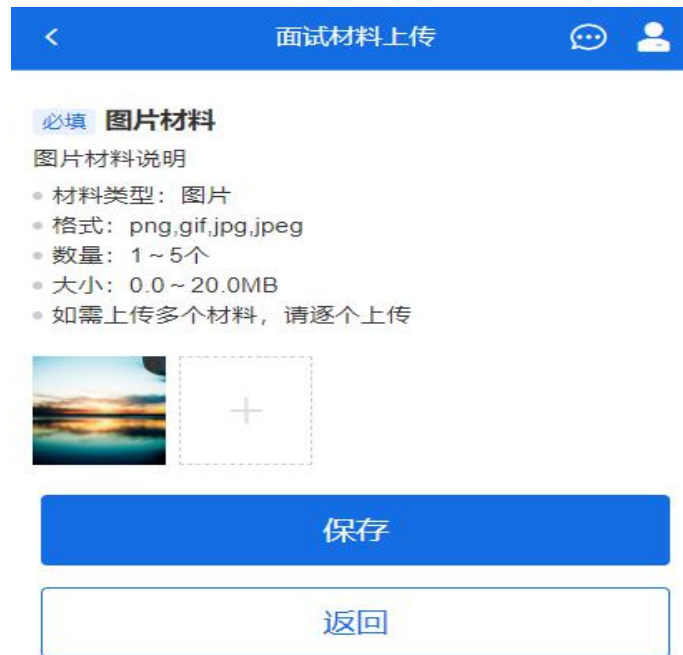 面试材料上传
必填 图片材料
图片材料说明
材料类型：图片
格式：png,gif,jpg,jpeg
数量：1~5个
大小：0.0~20.0MB
如需上传多个材料，请逐个上传
保存
返回